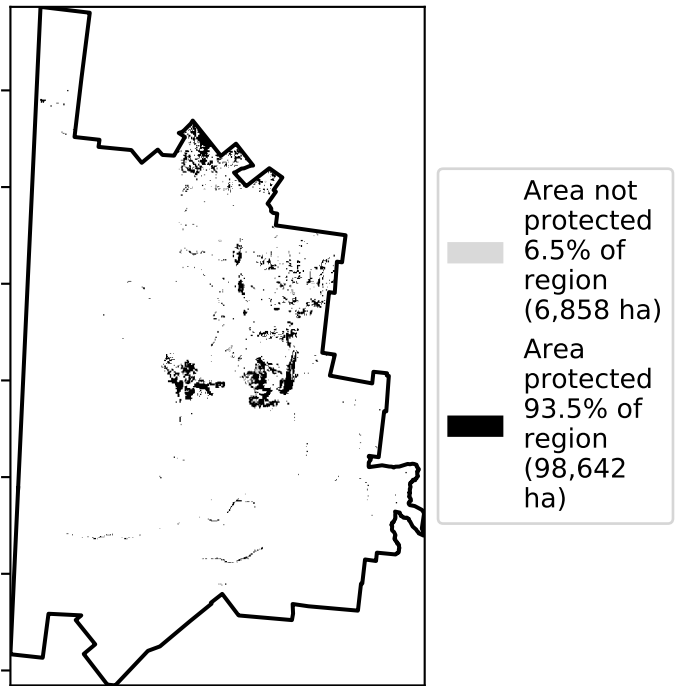 Area not
protected
6.5% of
region
(6,858 ha)
Area
protected
93.5% of
region
(98,642
ha)